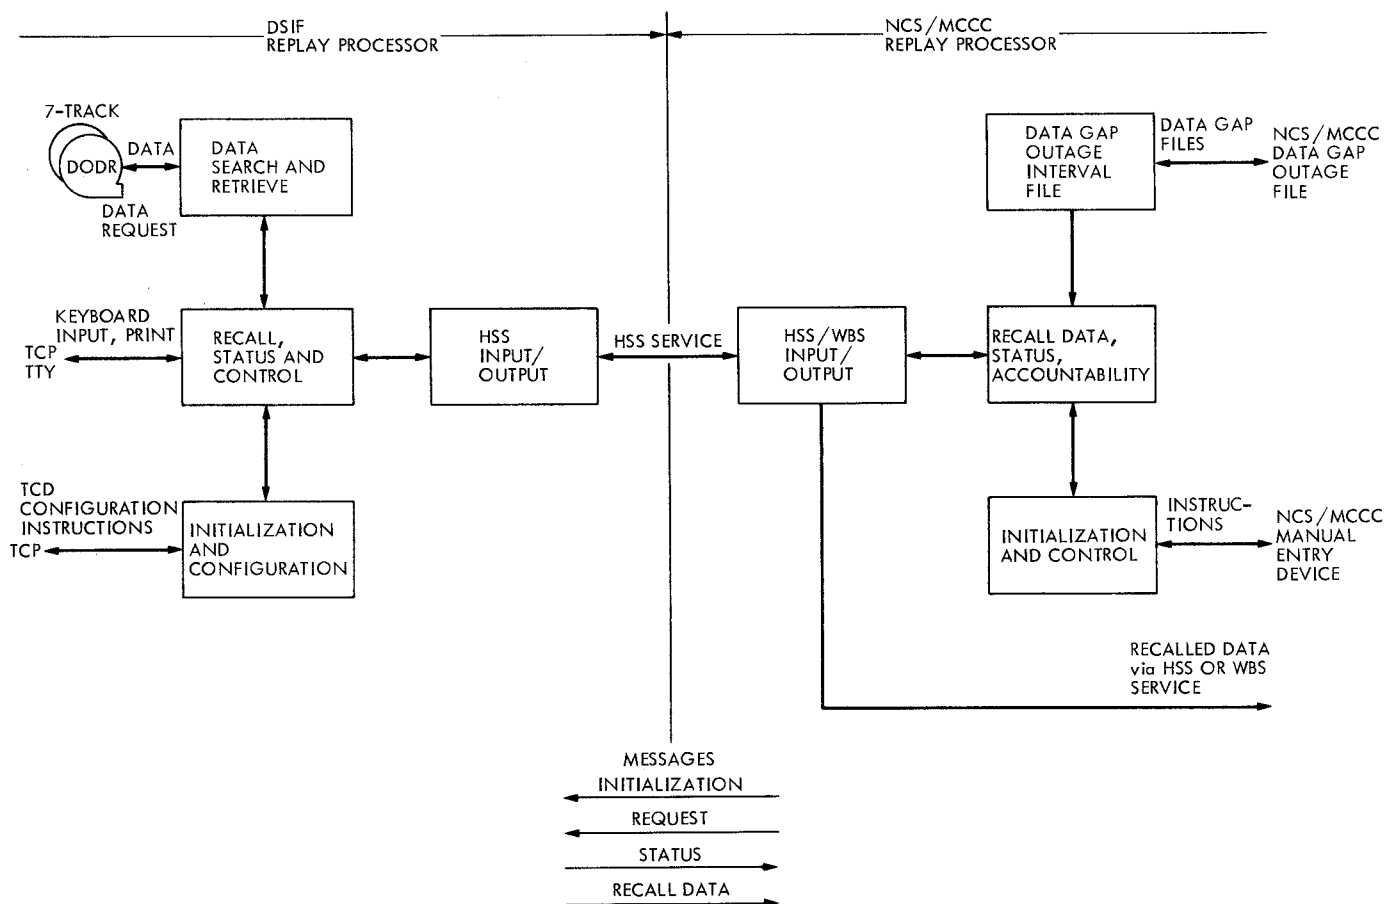 DSIF
REPLAY PROCESSOR
NCS/MCCC
REPLAY PROCESSOR
7-TRACK
DODR
DATA
DATA
REQUEST
DATA
SEARCH AND
RETRIEVE
DATA GAP
OUTAGE
INTERVAL
FILE
DATA GAP
FILES
NCS/MCCC
DATA GAP
OUTAGE
FILE
KEYBOARD
INPUT, PRINT
TCP
TTY
RECALL,
STATUS AND
CONTROL
HSS
INPUT/
OUTPUT
HSS SERVICE
HSS/WBS
INPUT/
OUTPUT
RECALL DATA,
STATUS,
ACCOUNTABILITY
TCD
CONFIGURATION
INSTRUCTIONS
TCP
INITIALIZATION
AND
CONFIGURATION
INITIALIZATION
AND CONTROL
INSTRUC-
TIONS
NCS/MCCC
MANUAL
ENTRY
DEVICE
RECALLED DATA
via HSS OR WBS
SERVICE
MESSAGES
INITIALIZATION
REQUEST
STATUS
RECALL DATA